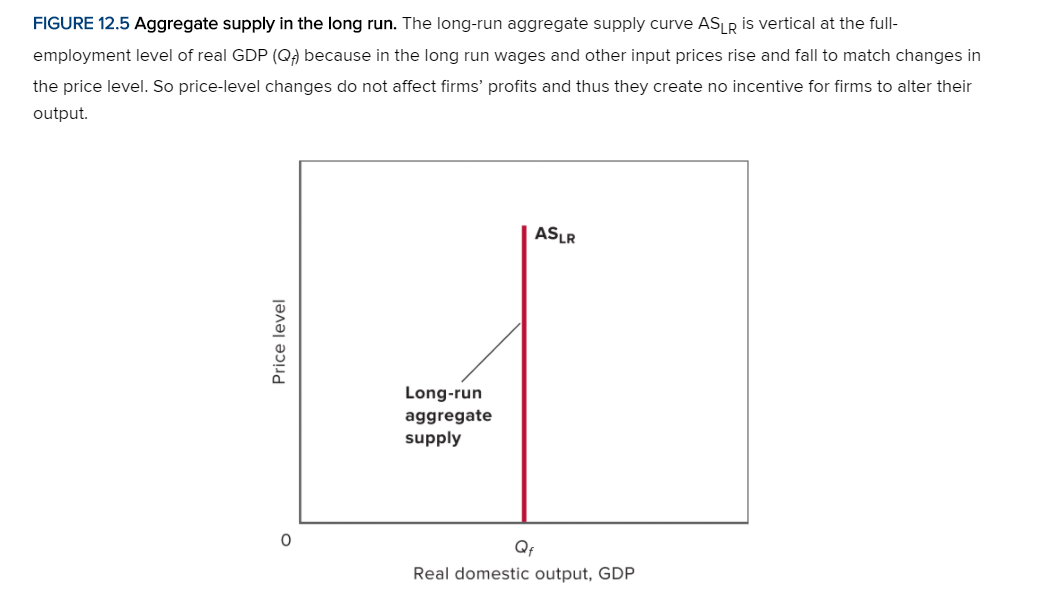 FIGURE 12.5 Aggregate supply in the long run. The long-run aggregate supply curve ASLR is vertical at the full-
employment level of real GDP (Qf) because in the long run wages and other input prices rise and fall to match changes in
the price level. So price-level changes do not affect firms’ profits and thus they create no incentive for firms to alter their
output.
ASLR
Price level
Long-run
aggregate
supply
0
Qf
Real domestic output, GDP